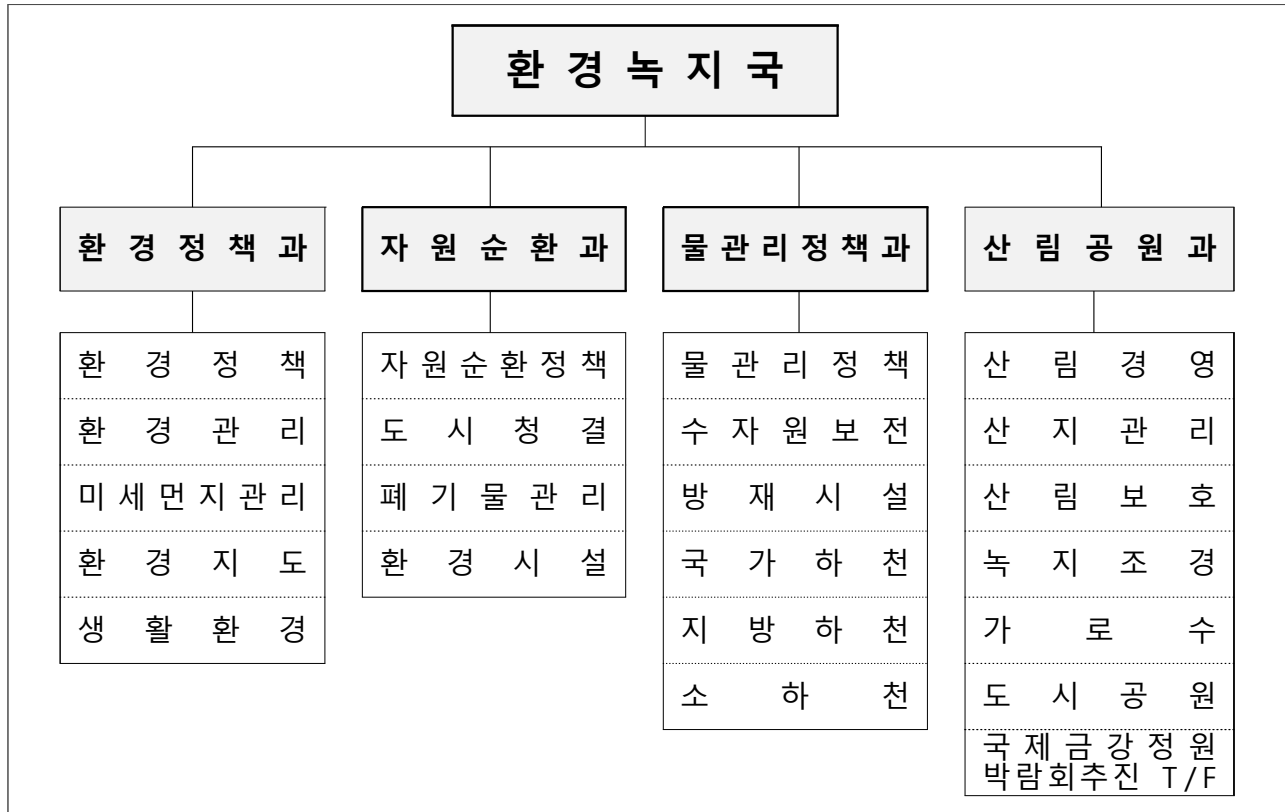 환경녹지국
환경정책과
자원순환과
물관리정책과
산림공원과
환경정책
환경관리
미세먼지관리
환경지도
생활환경
자원순환정책
도시청결
폐기물관리
환경시설
물관리정책
수자원보전
방재시설
국가하천
지방하천
소하천
산림경영
산지관리
산림보호
녹지조경
가로수
도시공원
국제금강정원
박람회추진 T/F